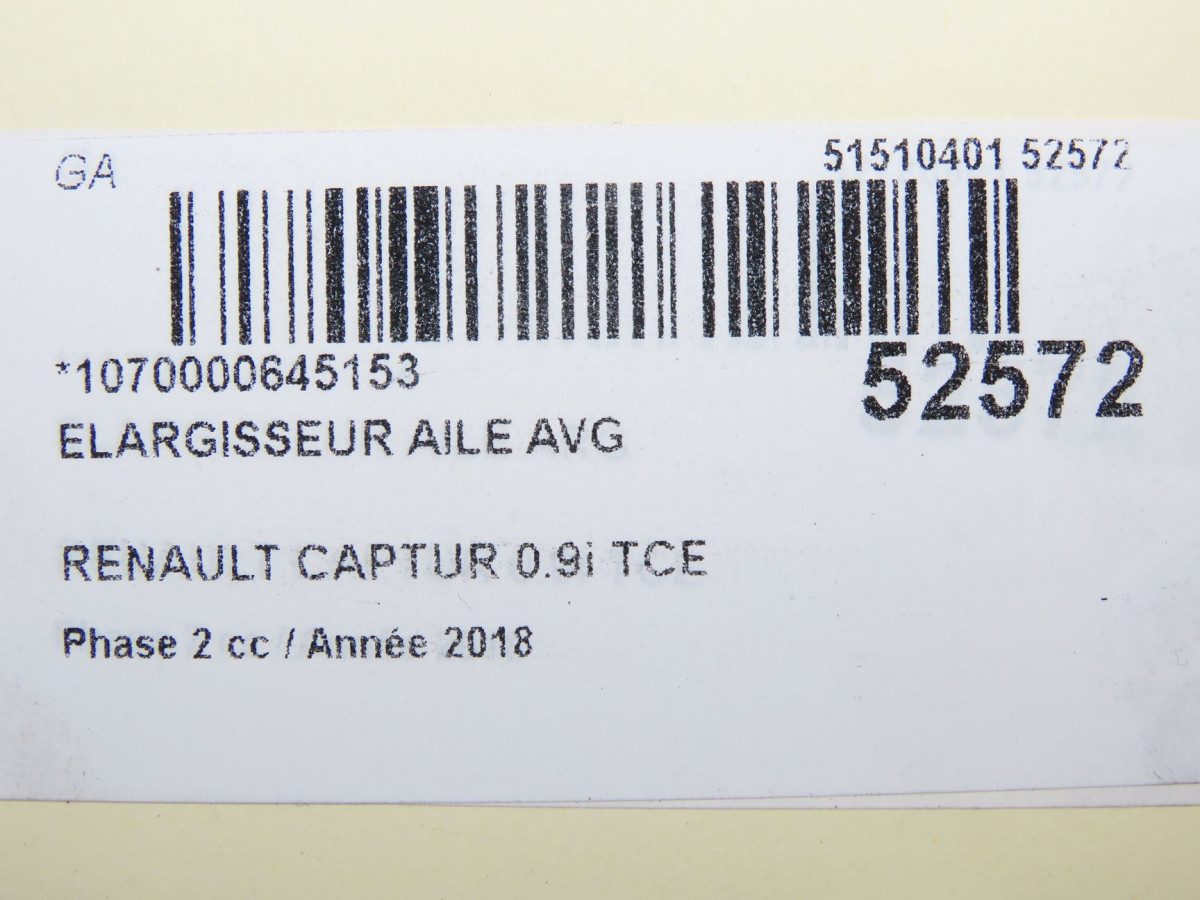 GA
51510401 52572
*1070000645153
52572
ELARGISSEUR AILE AVG
RENAULT CAPTUR 0.9i TCE
Phase 2 cc / Année 2018